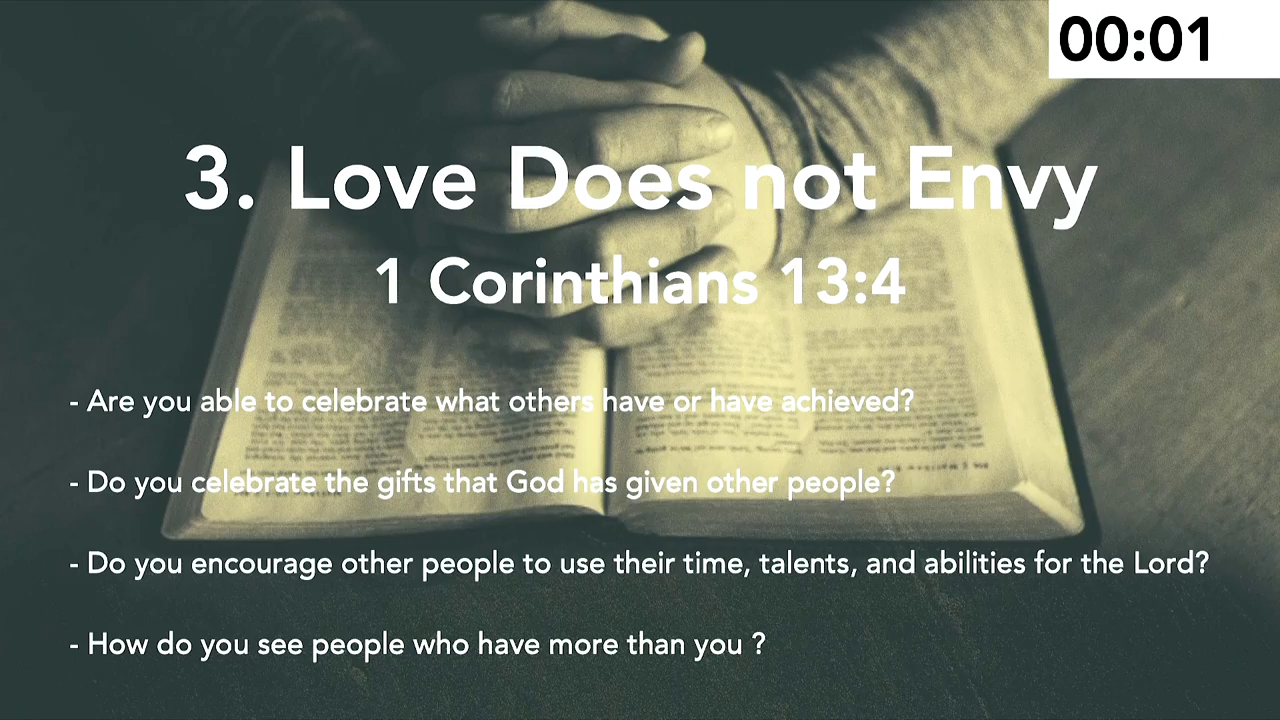 00:01
3. Love Does not Envy
1 Corinthians 13:4
- Are you able to celebrate what others have or have achieved?
- Do you celebrate the gifts that God has given other people?
- Do you encourage other people to use their time, talents, and abilities for the Lord?
- How do you see people who have more than you ?